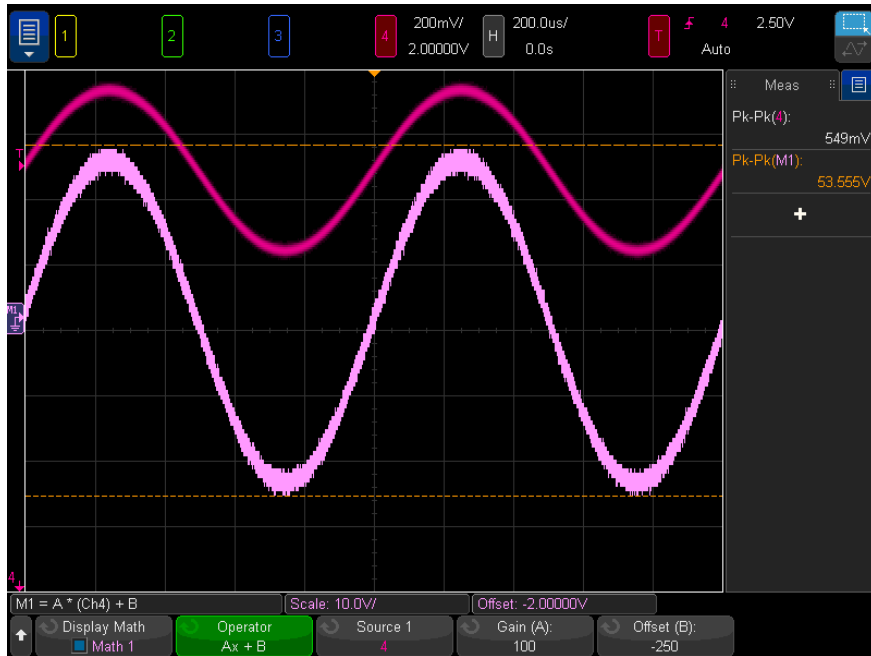 1 2 3 4 200mV/ H 200.0us/ T 4 2.50V
2.00000V 0.0s Auto
Meas
Pk-Pk(4):
549mV
Pk-Pk(M1):
53.555V
+
T
M1
4
M1 = A * (Ch4) + B Scale: 10.0V/ Offset: -2.00000V
Display Math Operator Source 1 Gain (A): Offset (B):
Math 1 Ax + B 4 100 -250